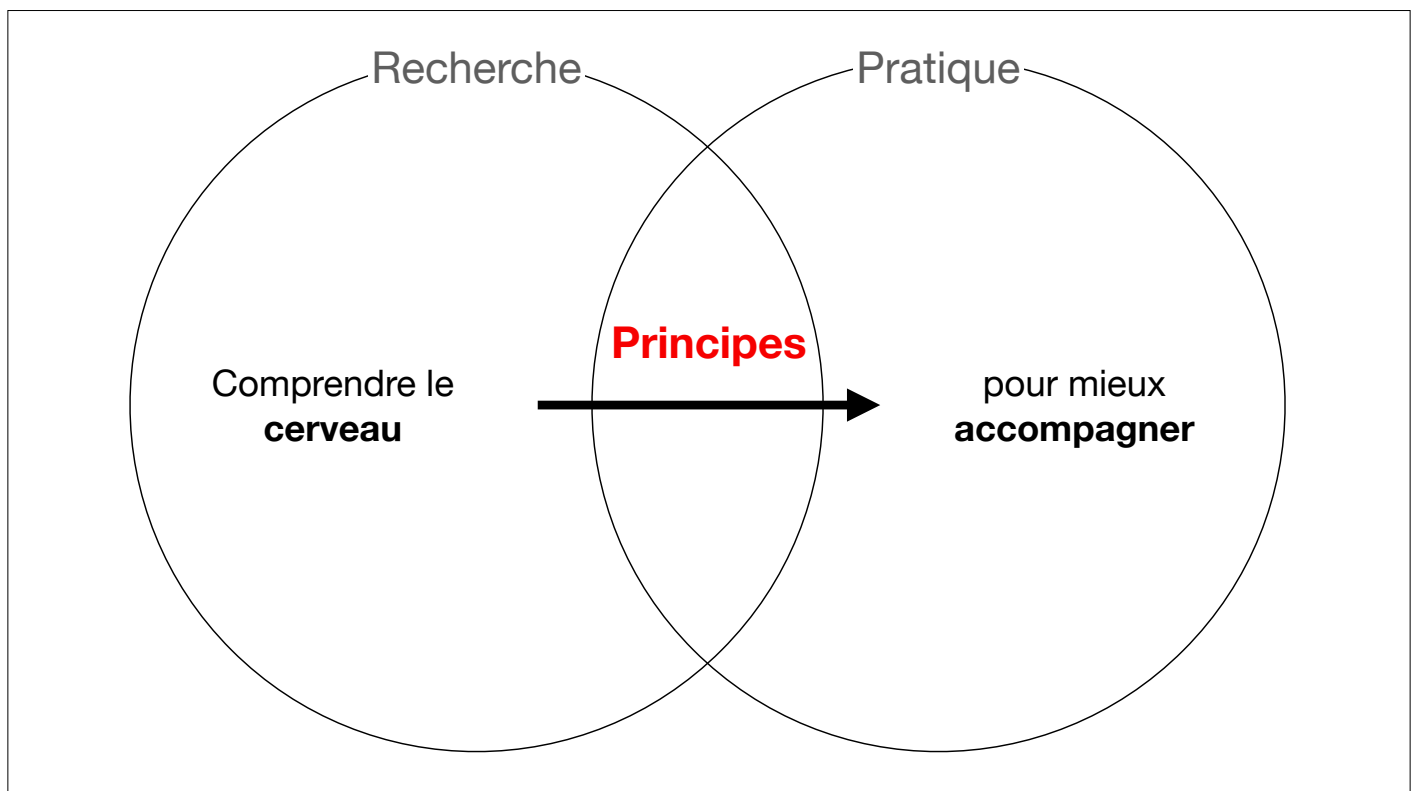 Recherche
Pratique
Principes
Comprendre le
cerveau
pour mieux
accompagner